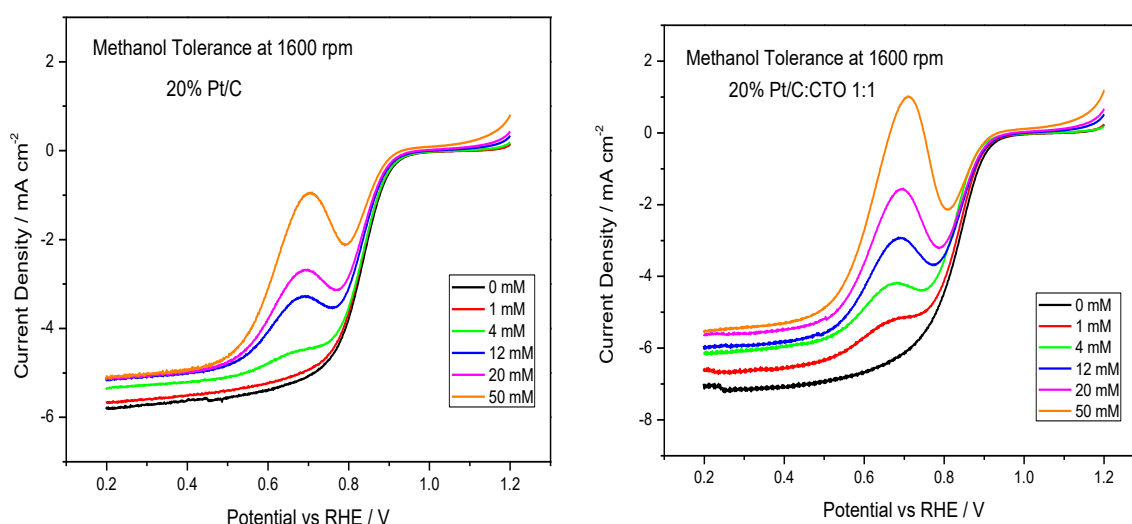 Methanol Tolerance at 1600 rpm
20% Pt/C
Current Density / mA cm-2
2
0
-2
-4
-6
0 mM
1 mM
4 mM
12 mM
20 mM
50 mM
0.2 0.4 0.6 0.8 1.0 1.2
Potential vs RHE / V
Methanol Tolerance at 1600 rpm
20% Pt/C:CTO 1:1
Current Density / mA cm-2
2
0
-2
-4
-6
-8
0 mM
1 mM
4 mM
12 mM
20 mM
50 mM
0.2 0.4 0.6 0.8 1.0 1.2
Potential vs RHE / V